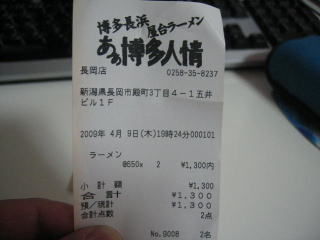 博多長浜屋台ラーメン
あゝ博多人情
長岡店 0258-35-8237
新潟県長岡市殿町3丁目4-1五井
ビル1F
2009年 4月 9日(木)19時24分000101
ラーメン
@650x 2 ¥1,300内
小計額 ¥1,300
合計 ¥1,300
預/現計 ¥1,300
合計点数 2点
No.9008 2名